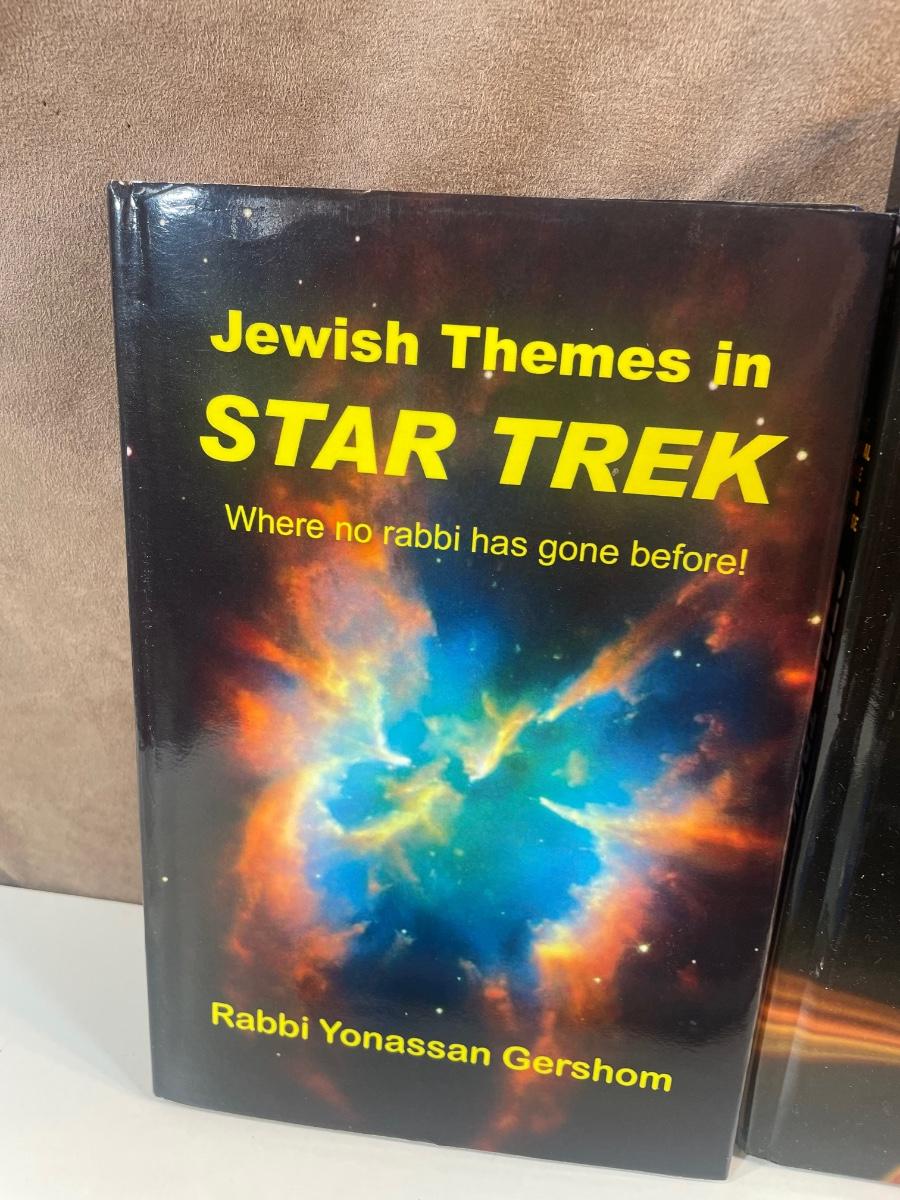 Jewish Themes in
STAR TREK
Where no rabbi has gone before!
Rabbi Yonassan Gershom